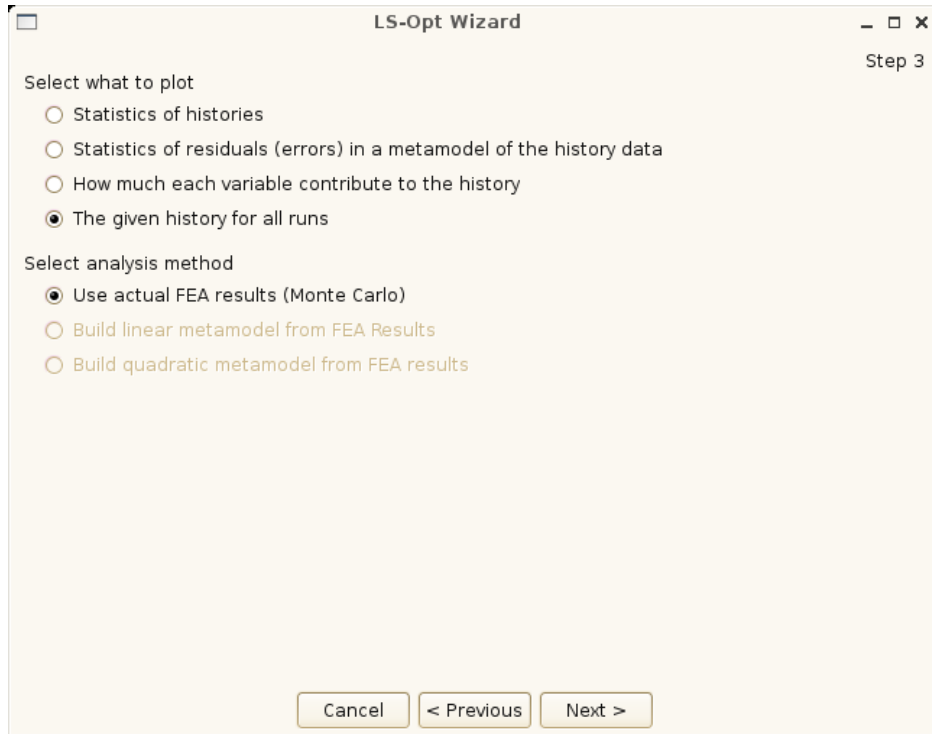 LS-Opt Wizard
Step 3
Select what to plot
Statistics of histories
Statistics of residuals (errors) in a metamodel of the history data
How much each variable contribute to the history
The given history for all runs
Select analysis method
Use actual FEA results (Monte Carlo)
Build linear metamodel from FEA Results
Build quadratic metamodel from FEA results
Cancel < Previous Next >